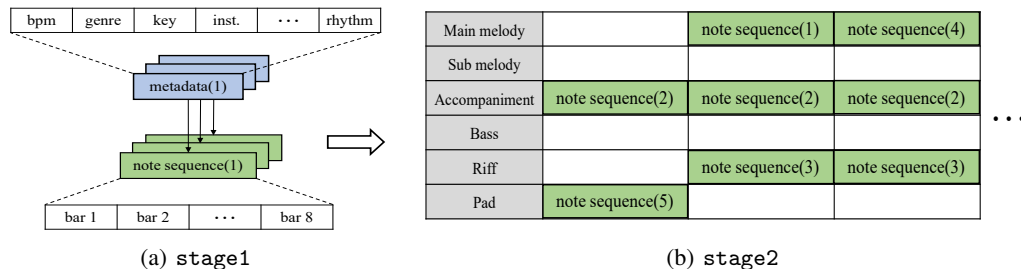 bpm genre key inst. ··· rhythm
metadata(1)
note sequence(1)
bar 1 bar 2 ··· bar 8
(a) stage1
Main melody note sequence(1) note sequence(4)
Sub melody
Accompaniment note sequence(2) note sequence(2) note sequence(2)
···
Bass
Riff note sequence(3) note sequence(3)
Pad note sequence(5)
(b) stage2